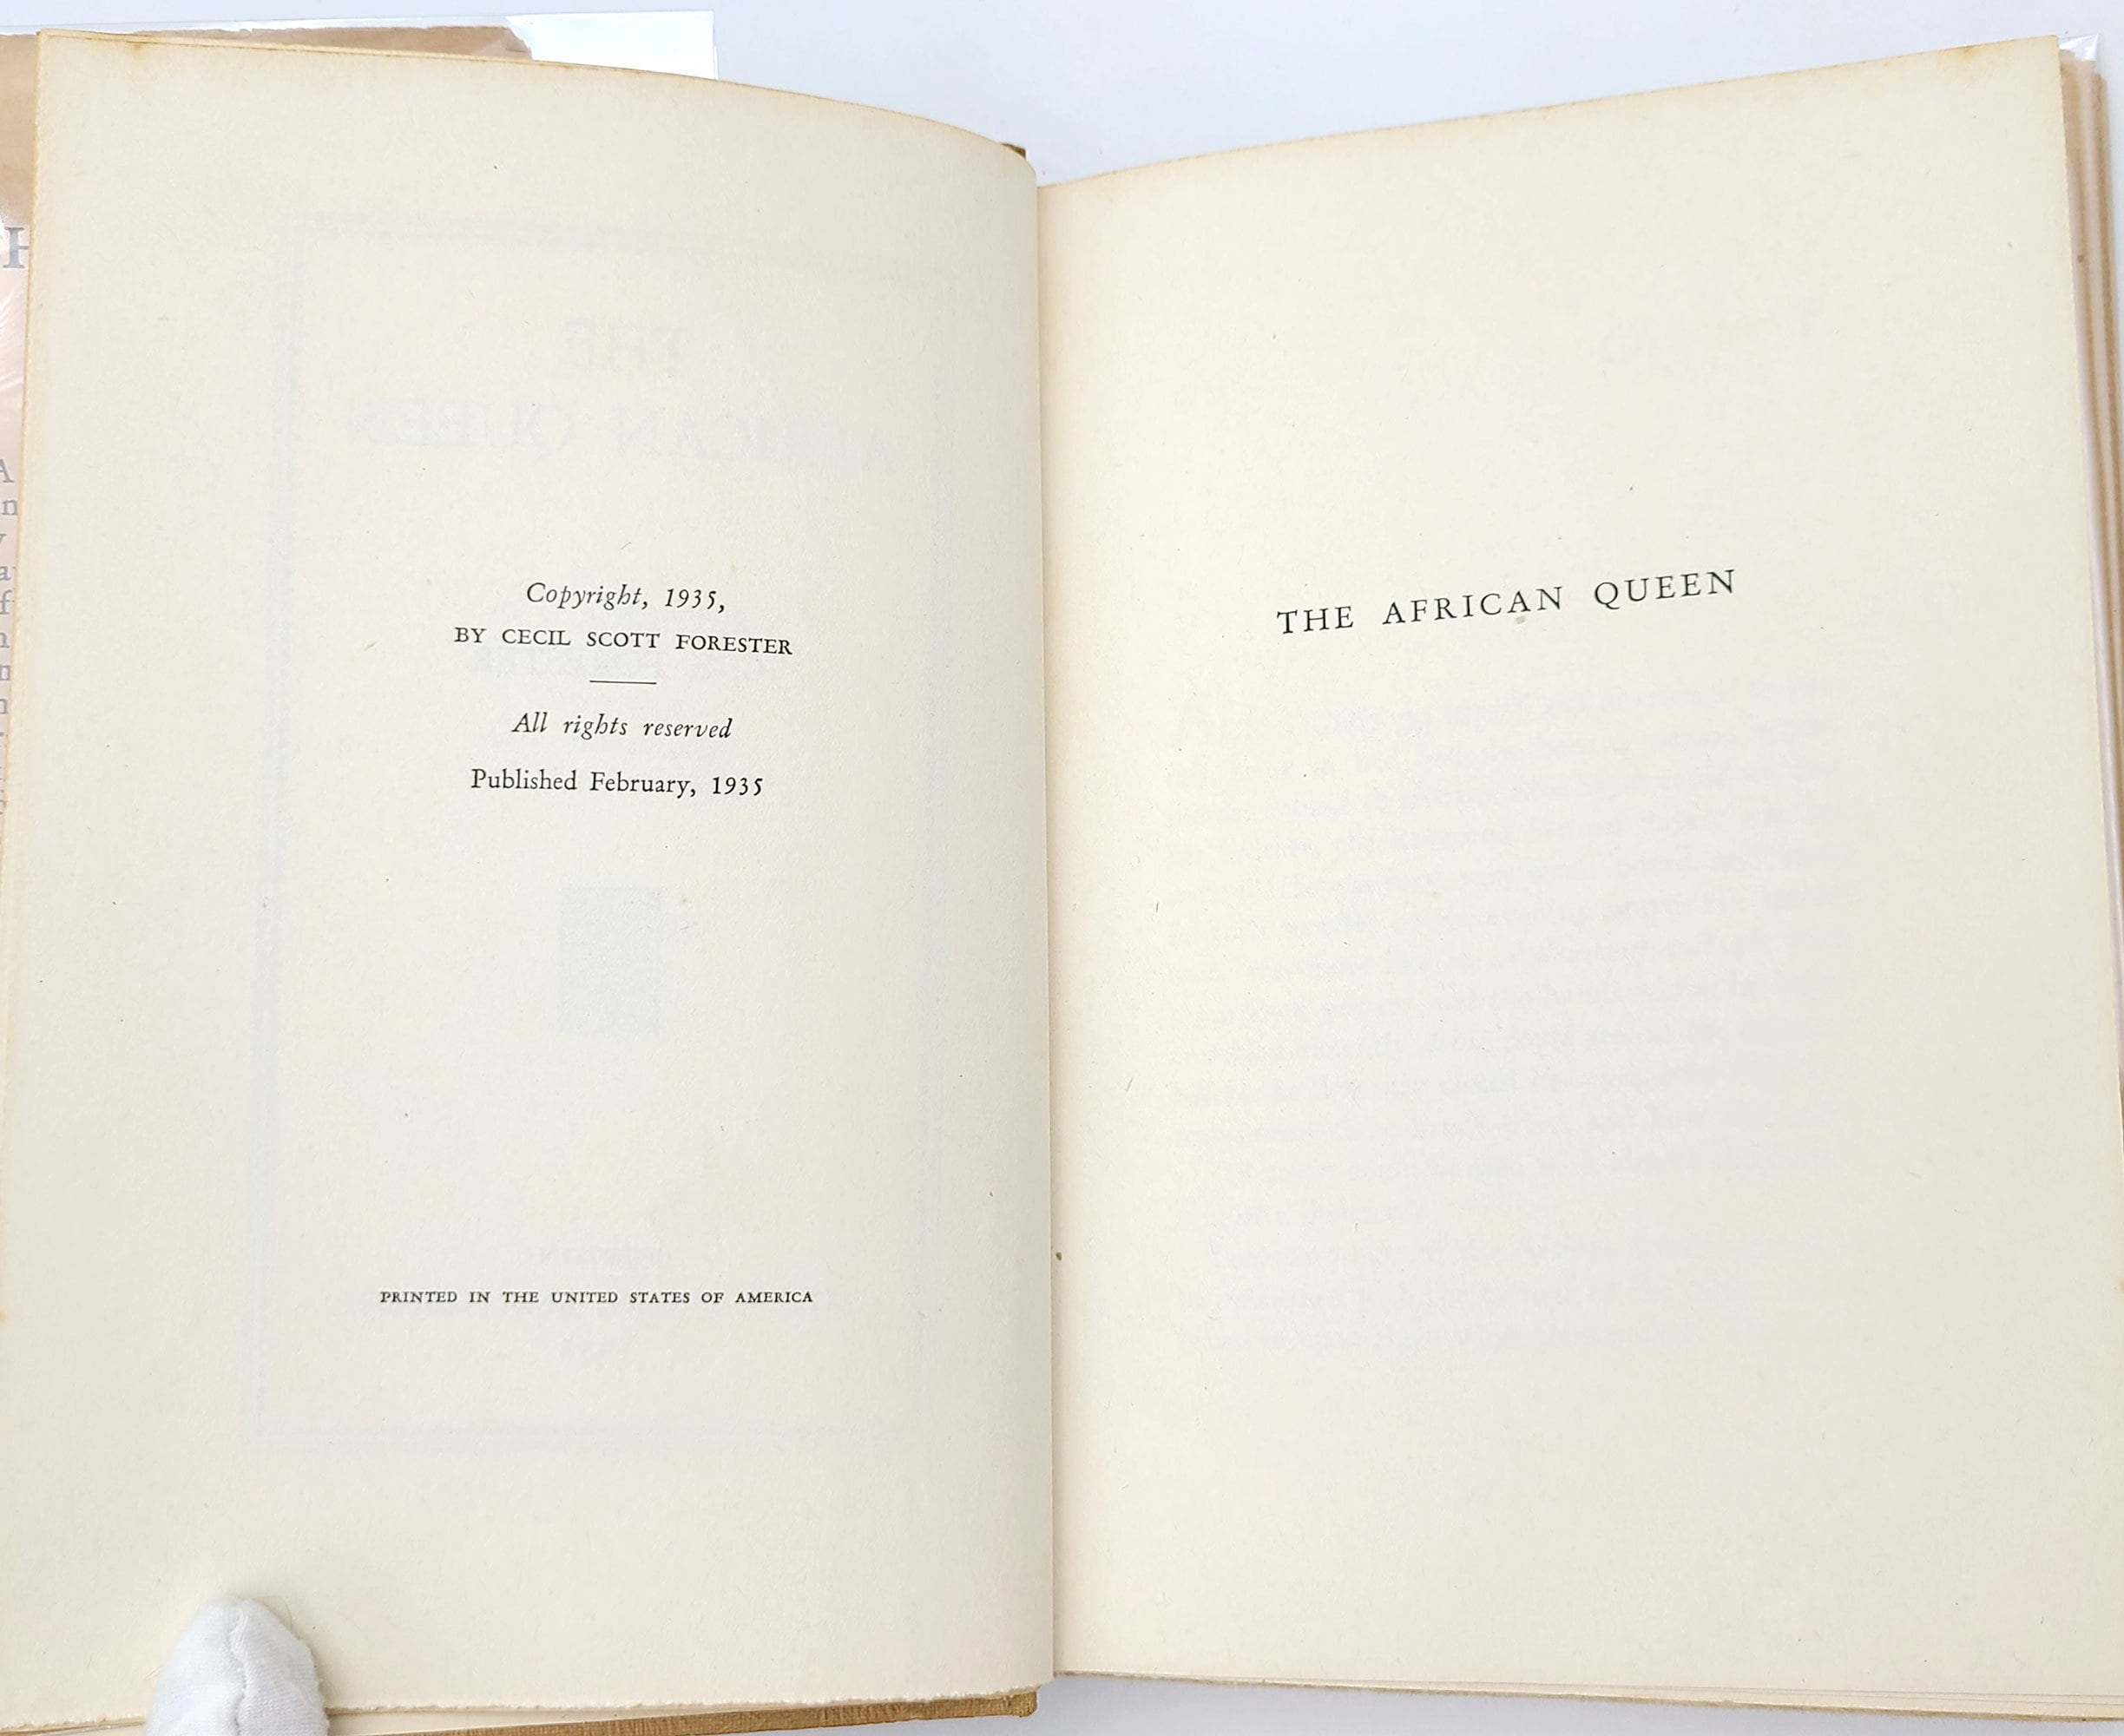 Copyright, 1935,
BY CECIL SCOTT FORESTER
All rights reserved
Published February, 1935
PRINTED IN THE UNITED STATES OF AMERICA
THE AFRICAN QUEEN